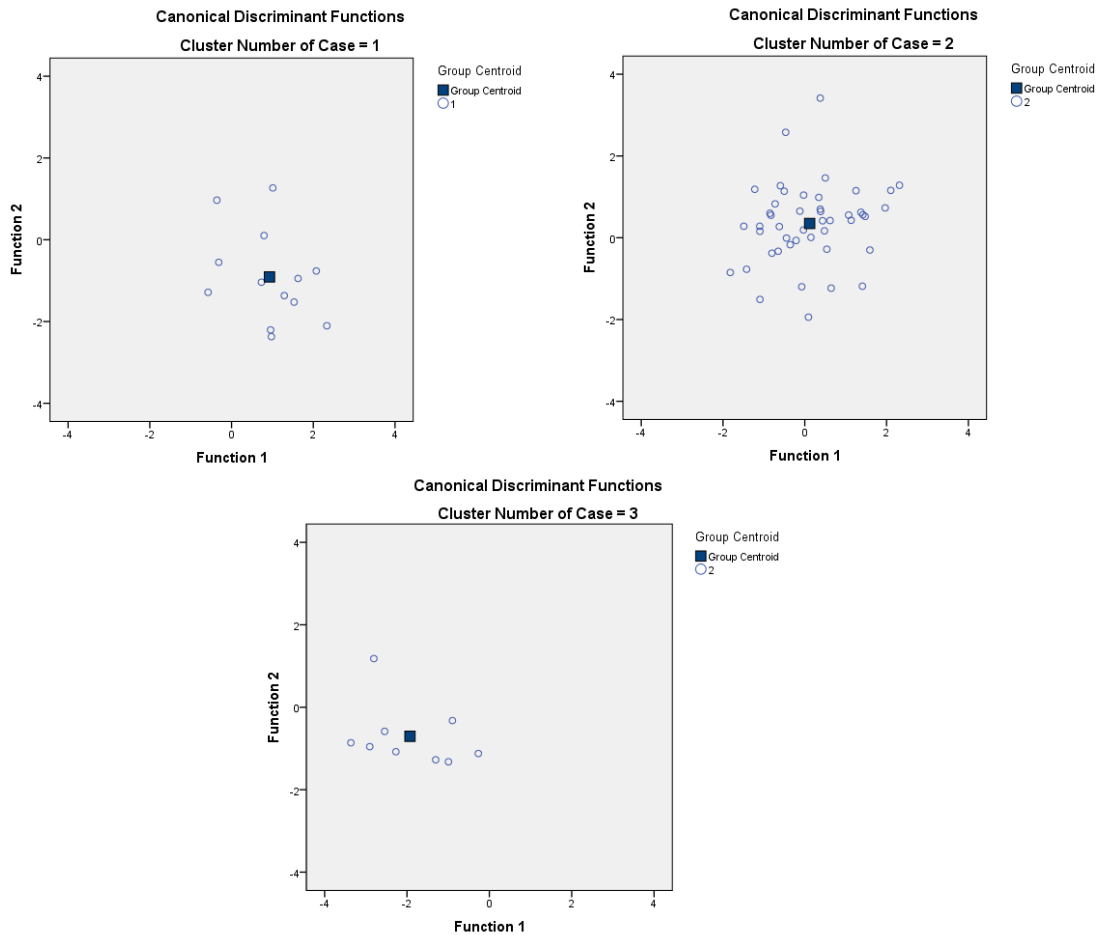 Canonical Discriminant Functions
Cluster Number of Case = 1
Group Centroid
Group Centroid
1
4
2
0
-2
-4
Function 2
-4 -2 0 2 4
Function 1
Canonical Discriminant Functions
Cluster Number of Case = 2
Group Centroid
Group Centroid
2
4
2
0
-2
-4
Function 2
-4 -2 0 2 4
Function 1
Canonical Discriminant Functions
Cluster Number of Case = 3
Group Centroid
Group Centroid
2
4
2
0
-2
-4
Function 2
-4 -2 0 2 4
Function 1